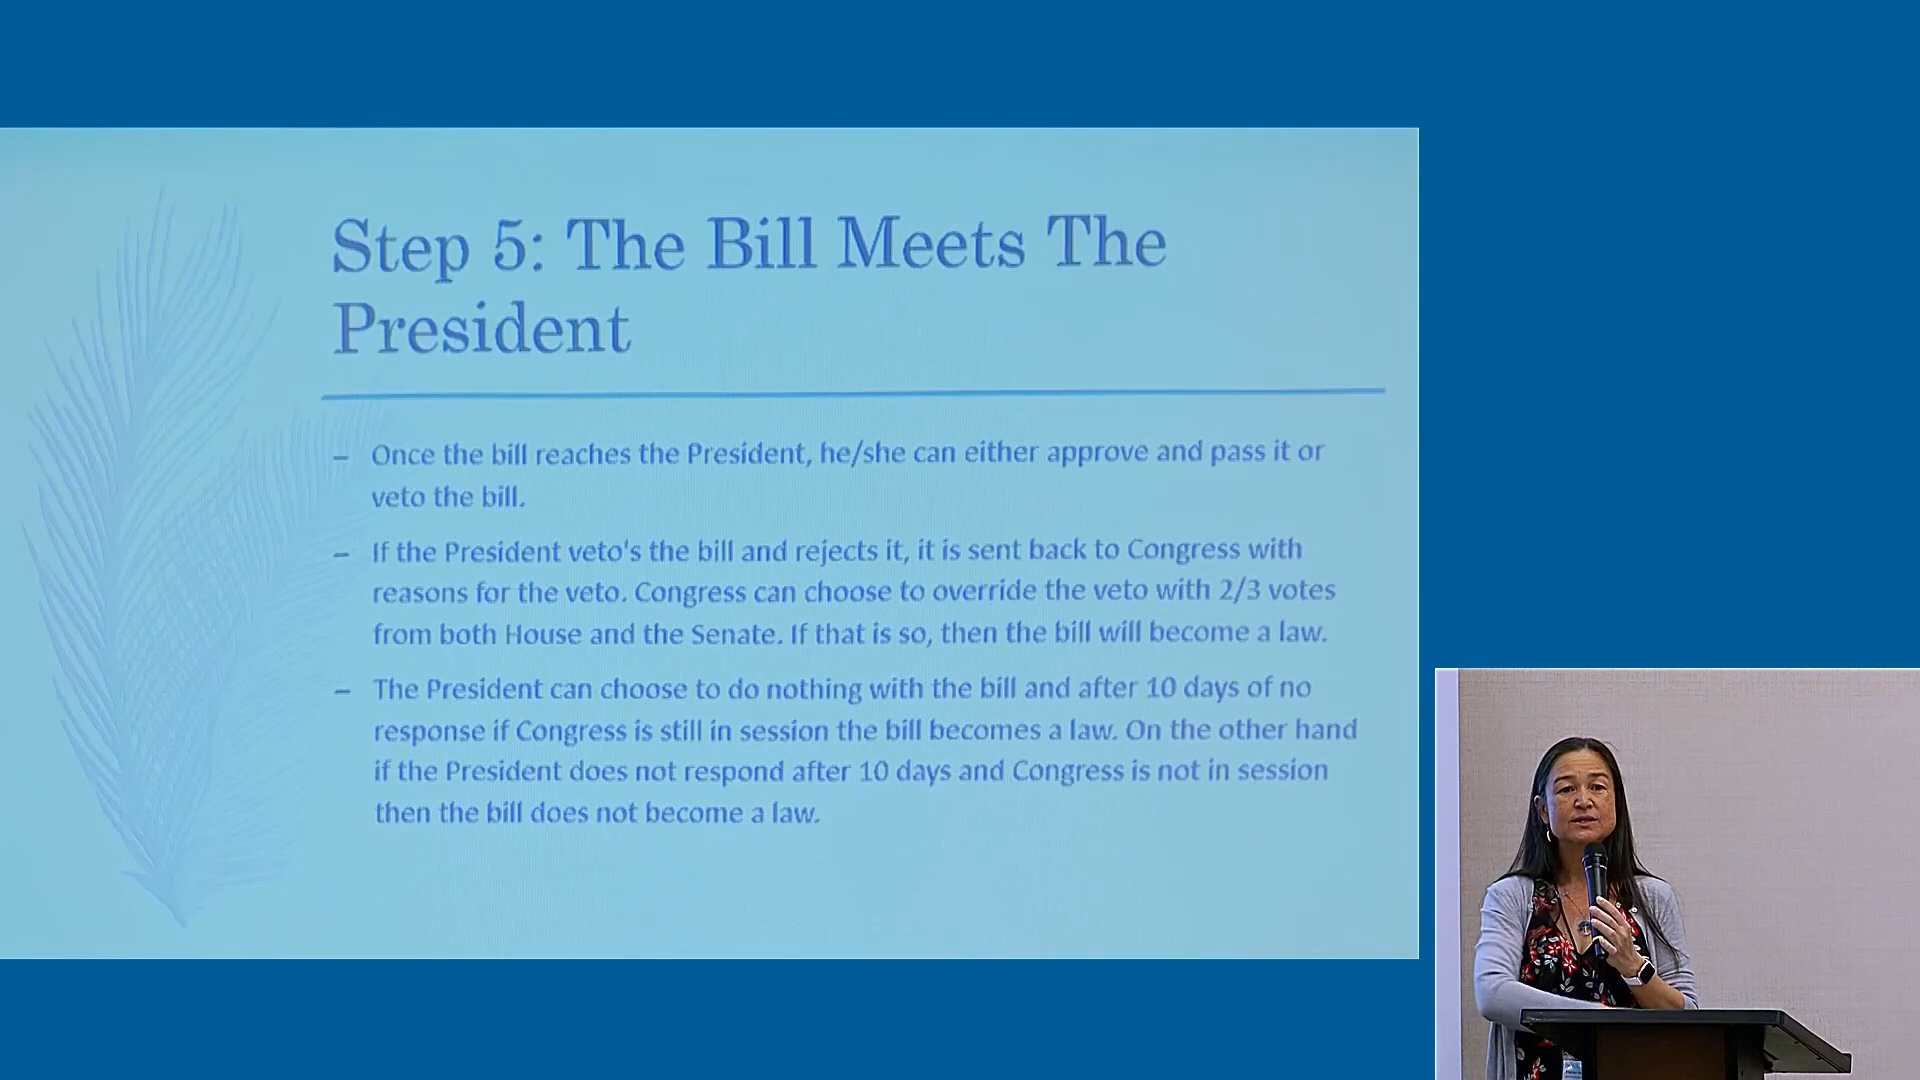 Step 5: The Bill Meets The
President
– Once the bill reaches the President, he/she can either approve and pass it or
veto the bill.
– If the President veto's the bill and rejects it, it is sent back to Congress with
reasons for the veto. Congress can choose to override the veto with 2/3 votes
from both House and the Senate. If that is so, then the bill will become a law.
– The President can choose to do nothing with the bill and after 10 days of no
response if Congress is still in session the bill becomes a law. On the other hand
if the President does not respond after 10 days and Congress is not in session
then the bill does not become a law.